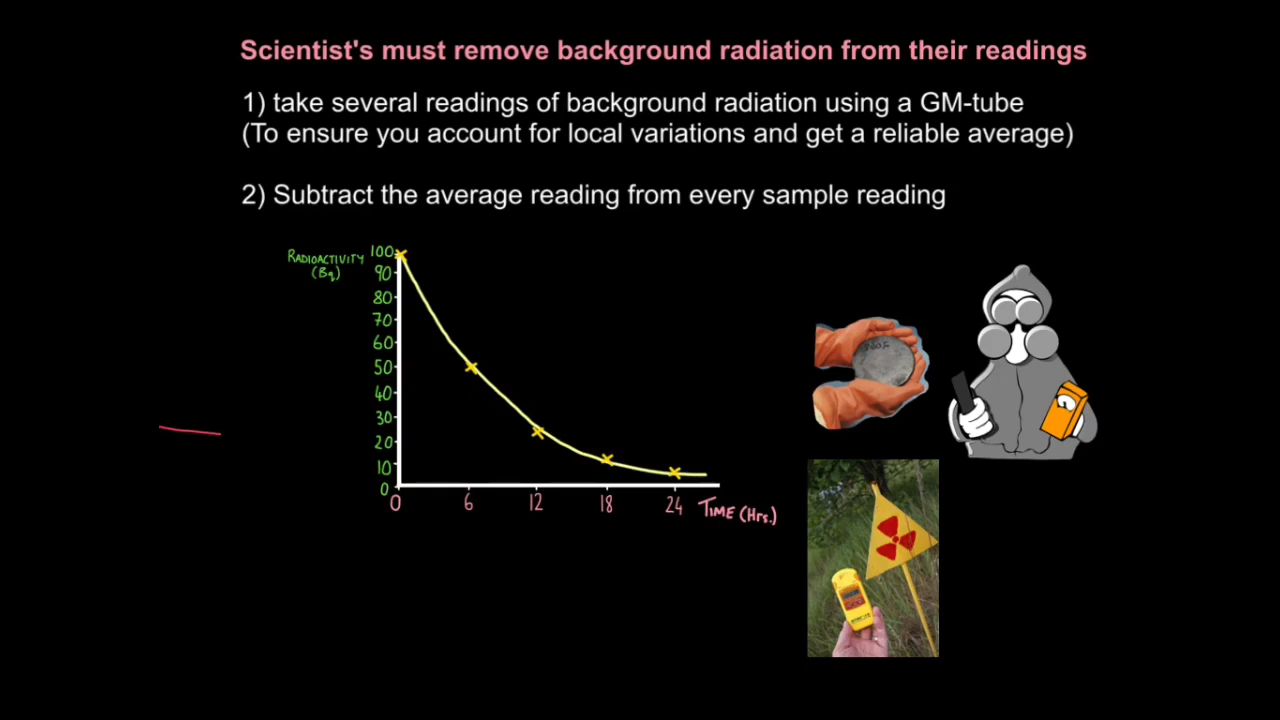 Scientist's must remove background radiation from their readings
1) take several readings of background radiation using a GM-tube
(To ensure you account for local variations and get a reliable average)
2) Subtract the average reading from every sample reading
RADIOACTIVITY
(Bq)
100
90
80
70
60
50
40
30
20
10
0
0 6 12 18 24 TIME (Hrs.)